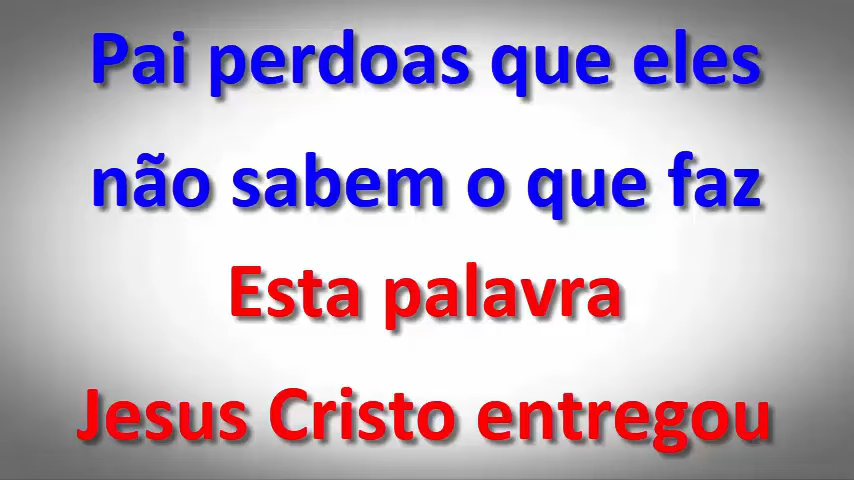 Pai perdoas que eles
não sabem o que faz
Esta palavra
Jesus Cristo entregou